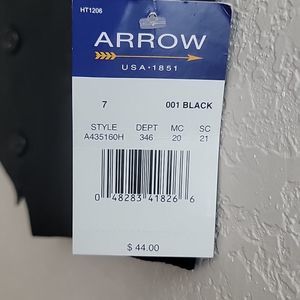 HT1206
ARROW
USA·1851
7 001 BLACK
STYLE DEPT MC SC
A435160H 346 20 21
0 48283 41826 6
$ 44.00